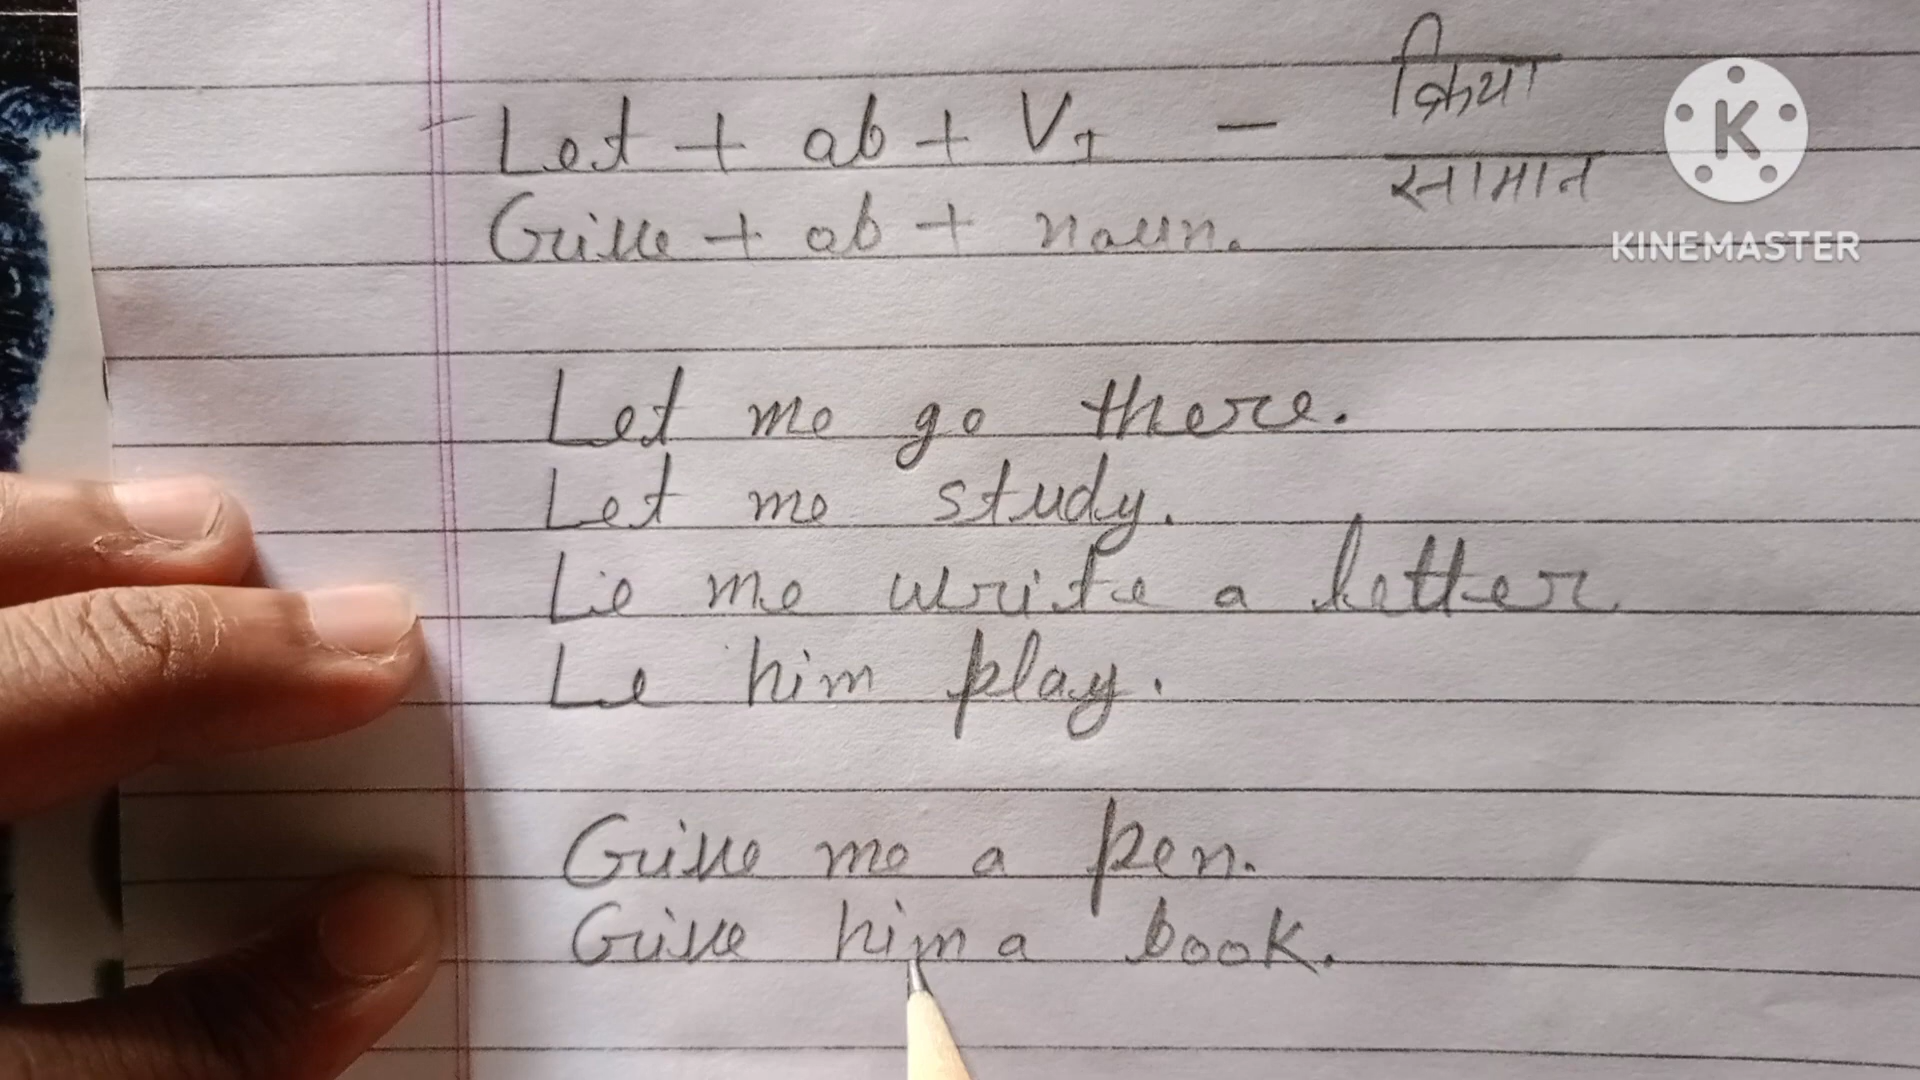 Let + ob + V1 - क्रिया
सामान
Give + ob + noun.
KINEMASTER
Let me go there.
Let me study.
Lie me write a letter
Le him play.
Give me a pen.
Give him a book.